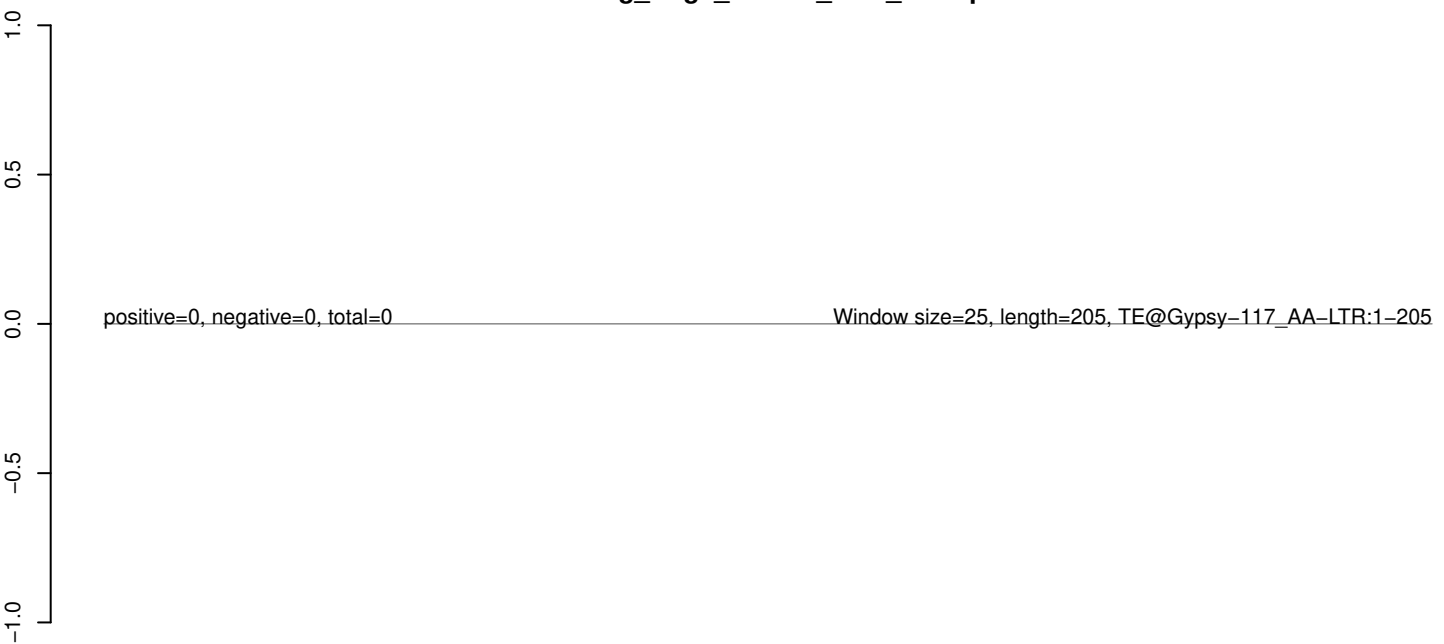 1.0
0.5
0.0
positive=0, negative=0, total=0
Window size=25, length=205, TE@Gypsy−117_AA−LTR:1−205
−0.5
−1.0